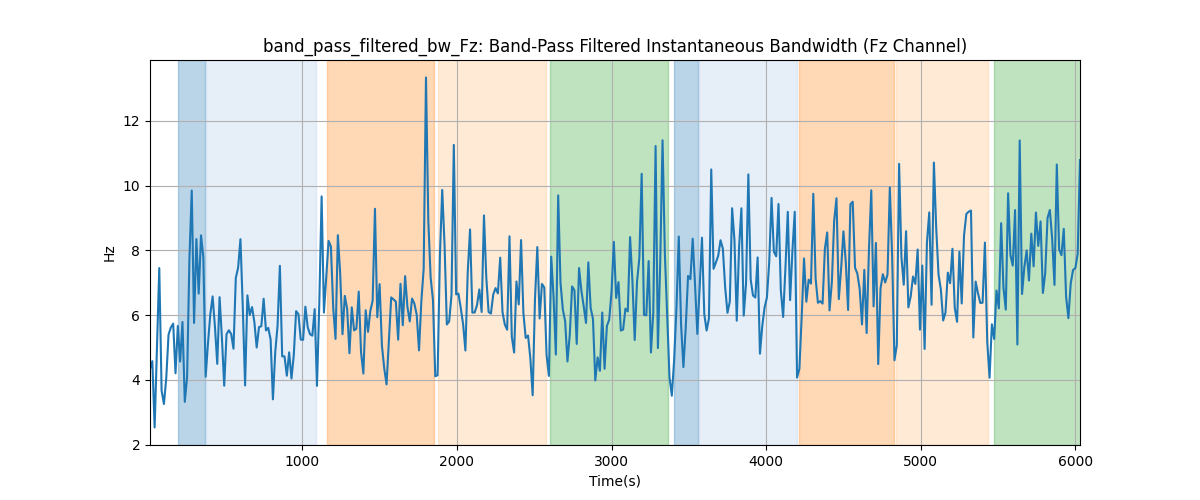 band_pass_filtered_bw_Fz: Band-Pass Filtered Instantaneous Bandwidth (Fz Channel)
12
10
8
6
4
2
Hz
1000 2000 3000 4000 5000 6000
Time(s)